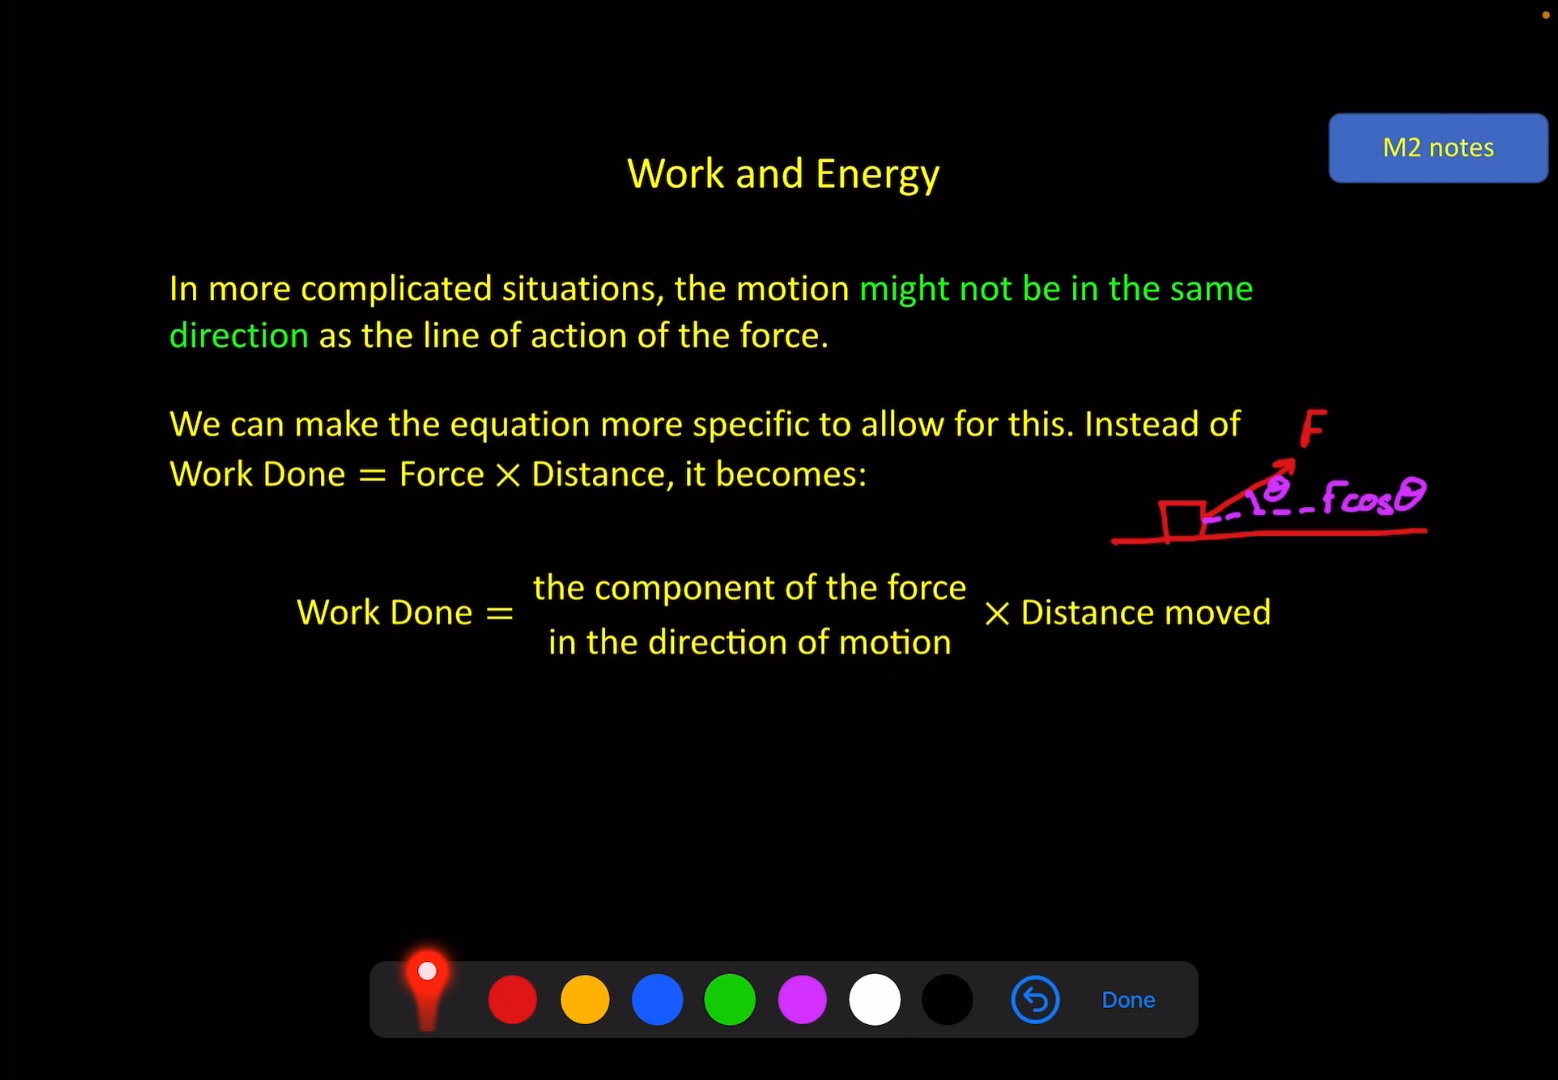 M2 notes
Work and Energy
In more complicated situations, the motion might not be in the same
direction as the line of action of the force.
We can make the equation more specific to allow for this. Instead of
Work Done = Force × Distance, it becomes:
F
θ Fcosθ
Work Done = the component of the force in the direction of motion × Distance moved
Done